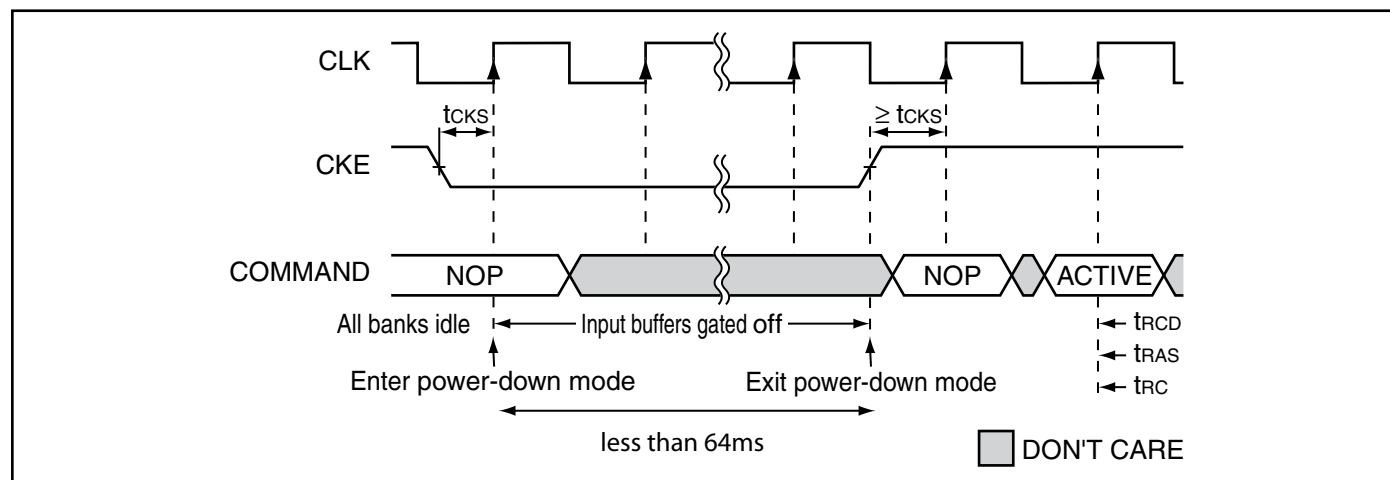 CLK
tCKS
≥ tCKS
CKE
COMMAND
NOP
NOP
ACTIVE
All banks idle
Input buffers gated off
tRCD
tRAS
tRC
Enter power-down mode
Exit power-down mode
less than 64ms
DON'T CARE